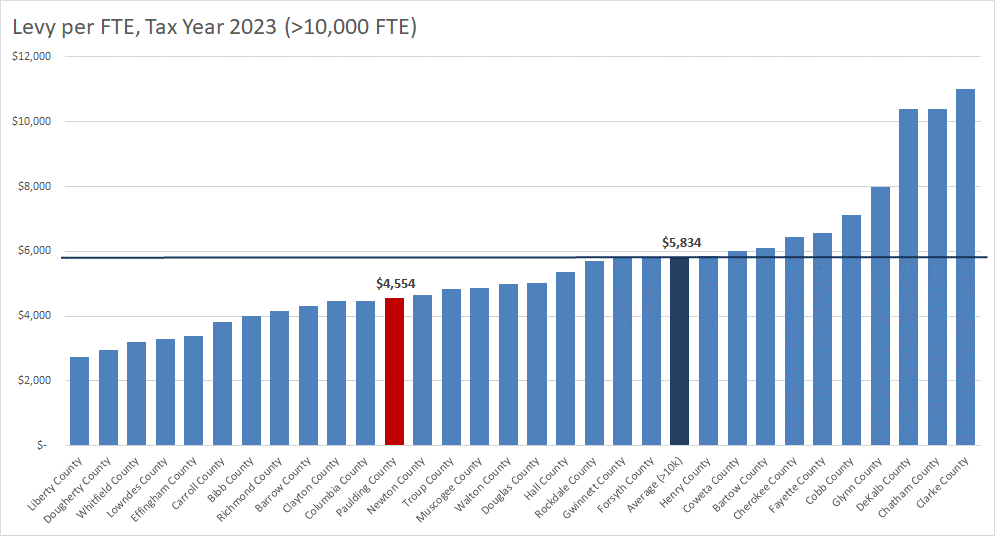 Levy per FTE, Tax Year 2023 (>10,000 FTE)
$12,000
$10,000
$8,000
$6,000
$4,000
$2,000
$-
$4,554
$5,834
Liberty County
Dougherty County
Whitfield County
Lowndes County
Effingham County
Carroll County
Bibb County
Richmond County
Barrow County
Clayton County
Columbia County
Paulding County
Newton County
Troup County
Muscogee County
Walton County
Douglas County
Hall County
Rockdale County
Gwinnett County
Forsyth County
Average (>10k)
Henry County
Coweta County
Bartow County
Cherokee County
Fayette County
Cobb County
Glynn County
DeKalb County
Chatham County
Clarke County